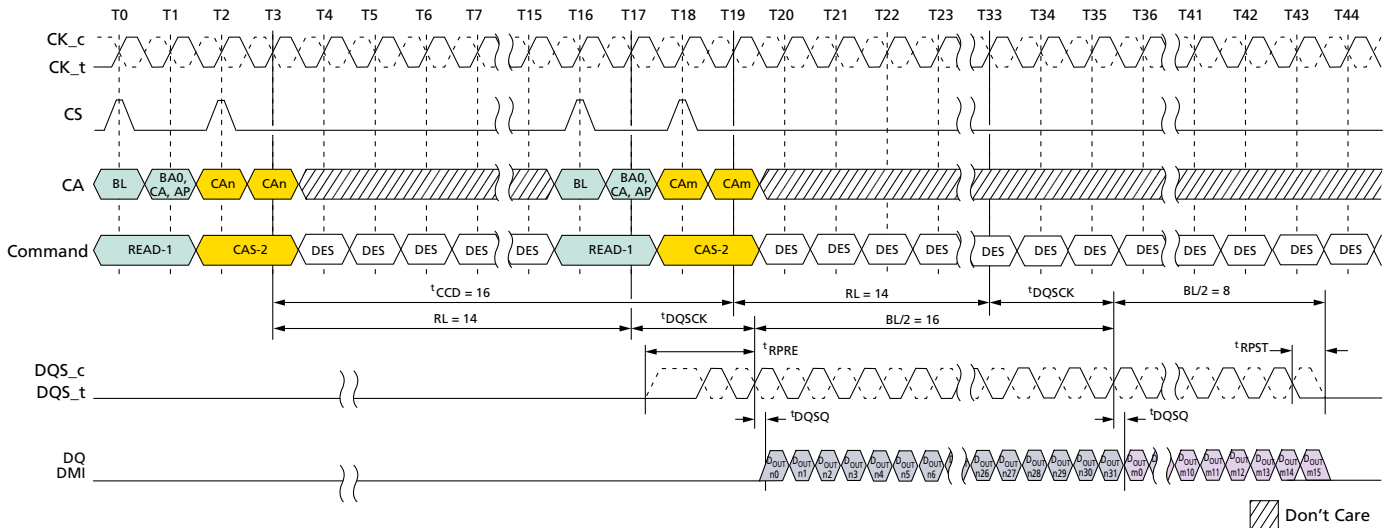 T0 T1 T2 T3 T4 T5 T6 T7 T15 T16 T17 T18 T19 T20 T21 T22 T23 T33 T34 T35 T36 T41 T42 T43 T44
CK_c
CK_t
CS
CA BL BA0, CA, AP CAn CAn BL BA0, CA, AP CAm CAm
Command READ-1 CAS-2 DES DES DES DES DES READ-1 CAS-2 DES DES DES DES DES DES DES DES DES DES DES DES
tCCD = 16 RL = 14 tDQSCK BL/2 = 8
RL = 14 tDQSCK BL/2 = 16
tRPRE tRPST
DQS_c
DQS_t
tDQSQ tDQSQ
DQ
DMI
DOUT n0 DOUT n1 DOUT n2 DOUT n3 DOUT n4 DOUT n5 DOUT n6 DOUT n26 DOUT n27 DOUT n28 DOUT n29 DOUT n30 DOUT n31 DOUT m0 DOUT m10 DOUT m11 DOUT m12 DOUT m13 DOUT m14 DOUT m15
Don't Care